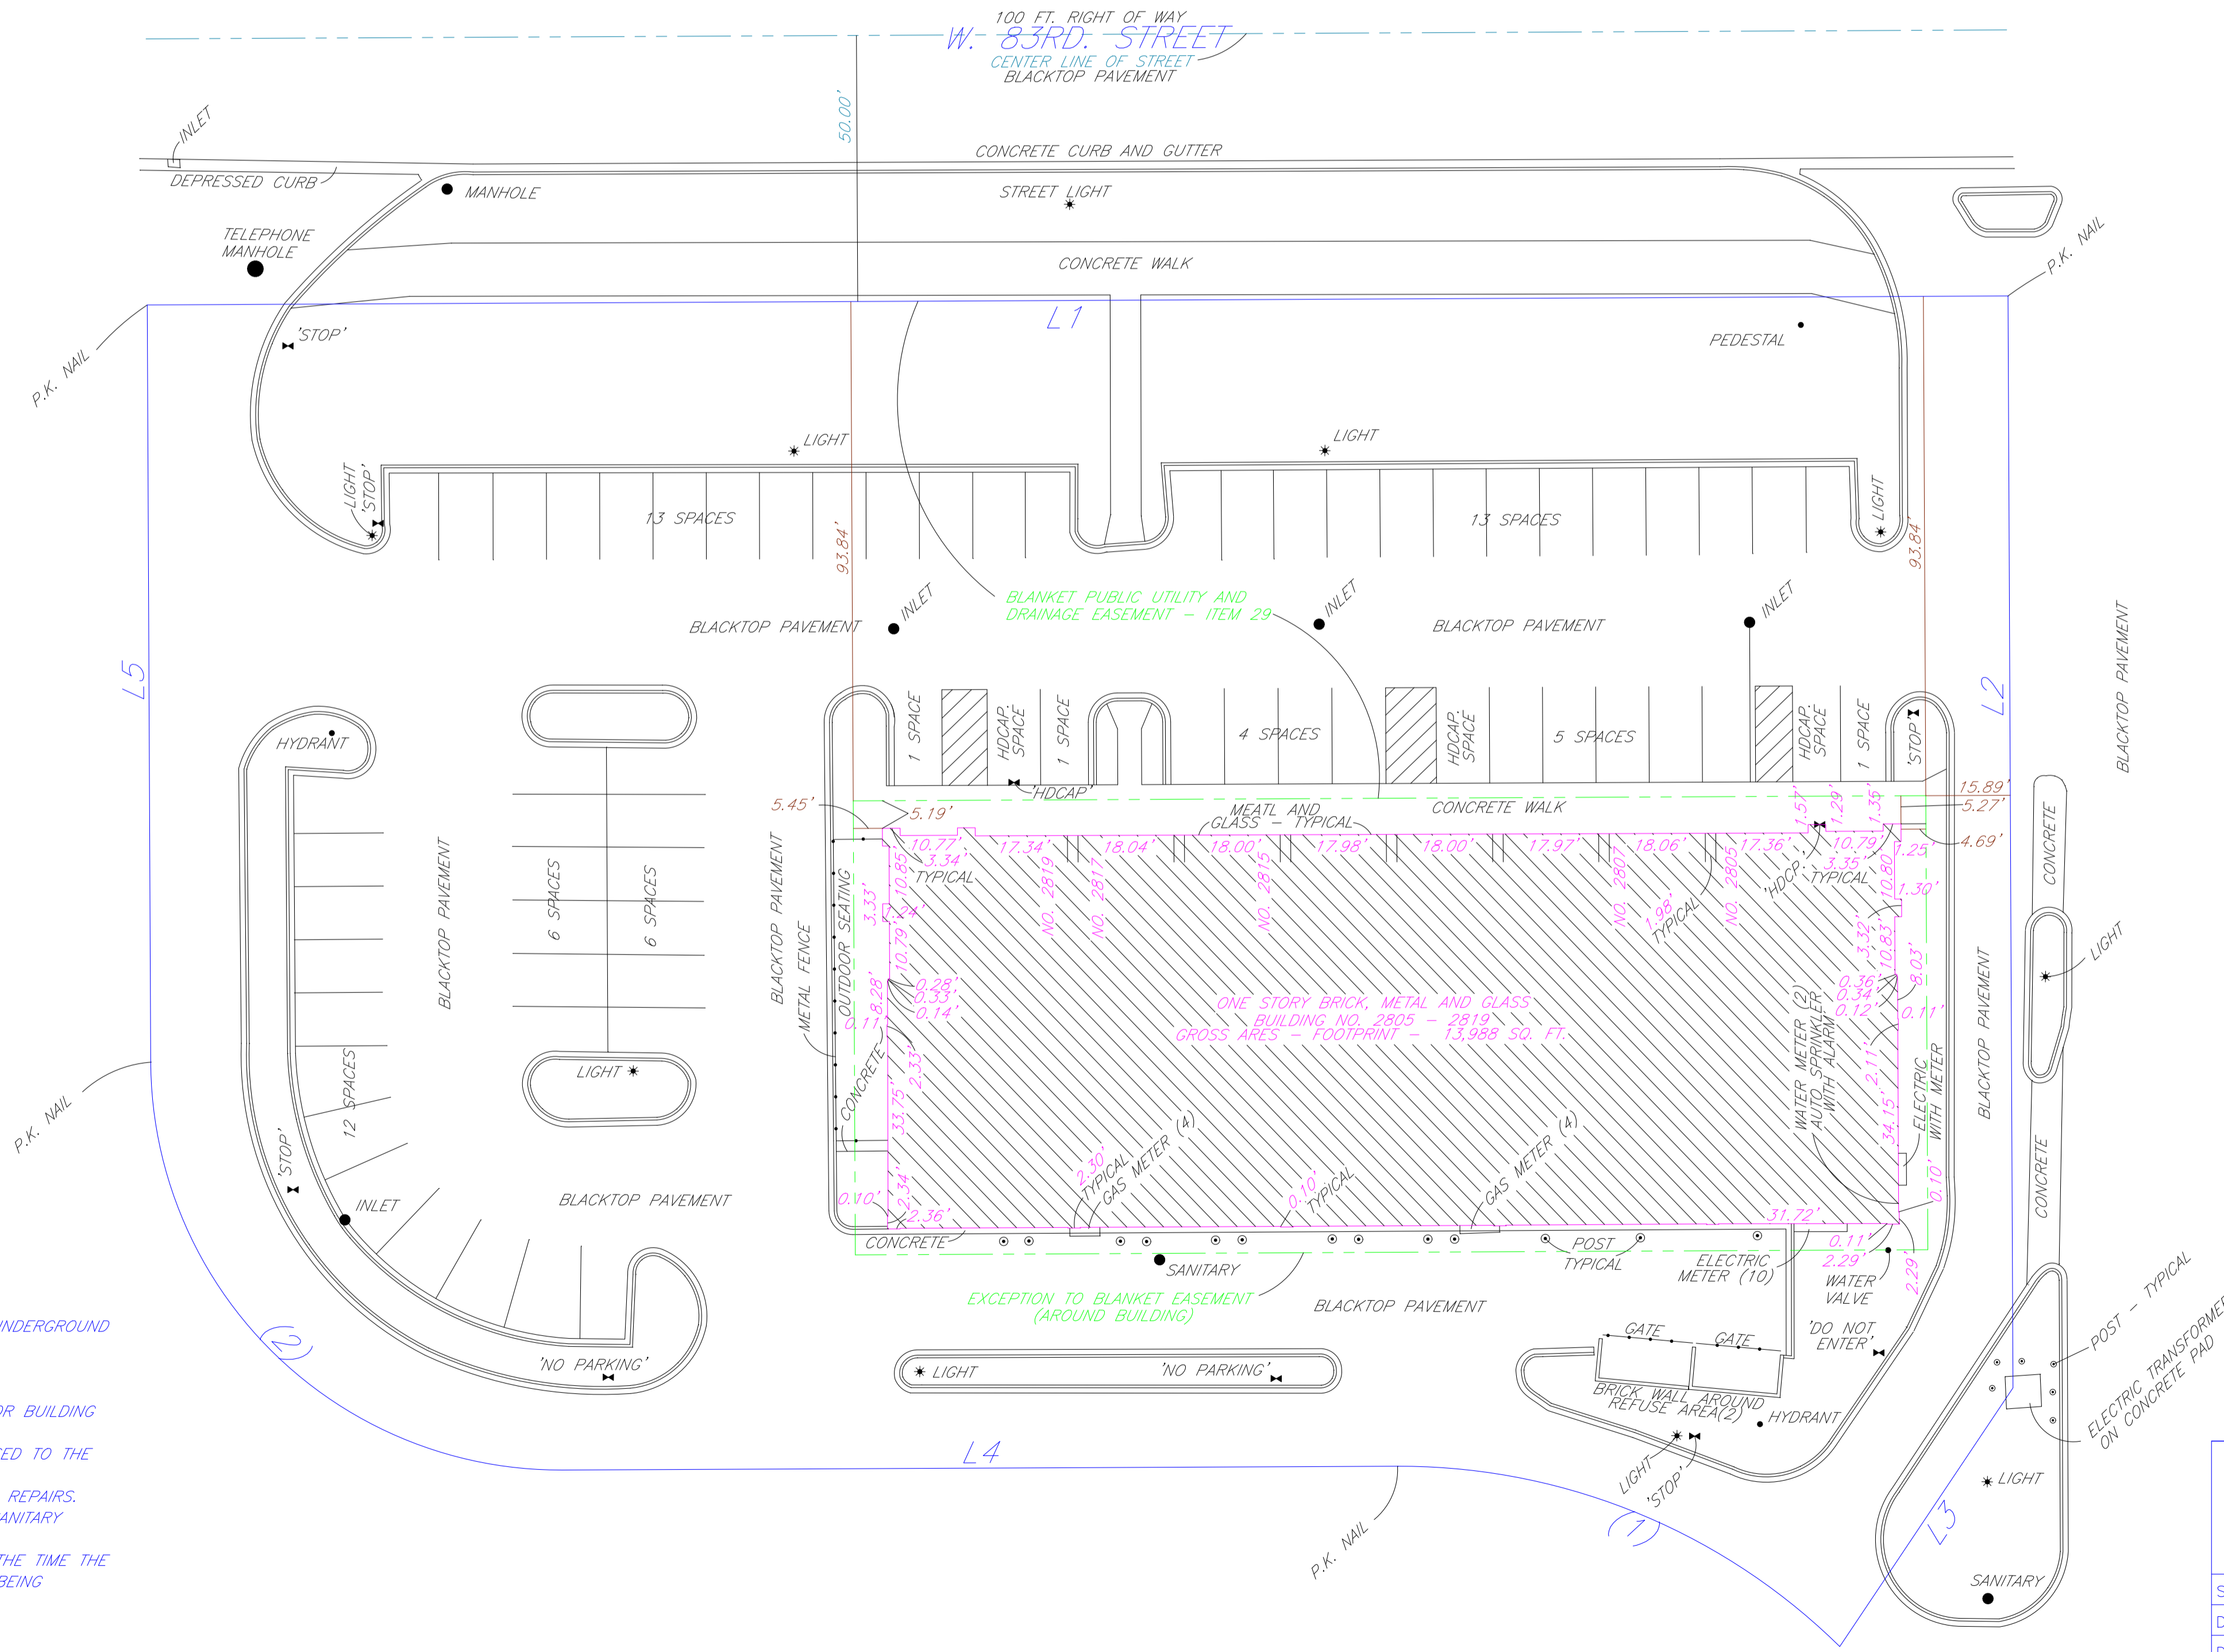 100 FT. RIGHT OF WAY
W. 83RD. STREET
CENTER LINE OF STREET
BLACKTOP PAVEMENT
50.00'
INLET
CONCRETE CURB AND GUTTER
DEPRESSED CURB
MANHOLE
STREET LIGHT
TELEPHONE
MANHOLE
CONCRETE WALK
P.K. NAIL
L1
'STOP'
PEDESTAL
P.K. NAIL
LIGHT
LIGHT
LIGHT
'STOP'
13 SPACES
93.84'
13 SPACES
LIGHT
93.84'
INLET
BLANKET PUBLIC UTILITY AND
DRAINAGE EASEMENT - ITEM 29
INLET
INLET
BLACKTOP PAVEMENT
BLACKTOP PAVEMENT
BLACKTOP PAVEMENT
L5
L2
HYDRANT
1 SPACE
HDCAP.
SPACE
1 SPACE
4 SPACES
HDCAP.
SPACE
5 SPACES
HDCAP.
SPACE
1 SPACE
'STOP'
'HDCAP'
5.45'
5.19'
MEATL AND
GLASS - TYPICAL
CONCRETE WALK
1.57'
1.29'
1.35'
15.89'
5.27'
4.69'
CONCRETE
10.77'
3.34'
TYPICAL
17.34'
18.04'
18.00'
17.98'
18.00'
17.97'
18.06'
17.36'
10.79'
3.35'
TYPICAL
1.25'
'HDCP.'
10.85'
3.33'
1.24'
10.79'
NO. 2819
NO. 2817
NO. 2815
NO. 2807
NO. 2805
1.98'
TYPICAL
10.80'
1.30'
3.32'
10.83'
8.03'
BLACKTOP PAVEMENT
6 SPACES
6 SPACES
BLACKTOP PAVEMENT
METAL FENCE
OUTDOOR SEATING
8.28'
0.28'
0.33'
0.14'
0.11'
ONE STORY BRICK, METAL AND GLASS
BUILDING NO. 2805 - 2819
GROSS ARES - FOOTPRINT - 13,988 SQ. FT.
0.36'
0.34'
0.12'
0.11'
WATER METER (2)
AUTO. SPRINKLER
WITH ALARM
LIGHT
BLACKTOP PAVEMENT
LIGHT
CONCRETE
2.33'
33.75'
2.11'
34.15'
ELECTRIC
WITH METER
P.K. NAIL
12 SPACES
'STOP'
INLET
BLACKTOP PAVEMENT
2.34'
0.10'
2.36'
2.30'
TYPICAL
GAS METER (4)
0.10'
TYPICAL
GAS METER (4)
31.72'
0.10'
CONCRETE
CONCRETE
POST
TYPICAL
0.11'
2.29'
2.29'
SANITARY
ELECTRIC
METER (10)
WATER
VALVE
EXCEPTION TO BLANKET EASEMENT
(AROUND BUILDING)
BLACKTOP PAVEMENT
GATE
GATE
'DO NOT
ENTER'
POST - TYPICAL
ELECTRIC TRANSFORMER
ON CONCRETE PAD
UNDERGROUND
(2)
'NO PARKING'
LIGHT
'NO PARKING'
BRICK WALL AROUND
REFUSE AREA(2)
HYDRANT
OR BUILDING
L4
LIGHT
'STOP'
LIGHT
TO THE
REPAIRS.
SANITARY
P.K. NAIL
(1)
L3
THE TIME THE
BEING
SANITARY